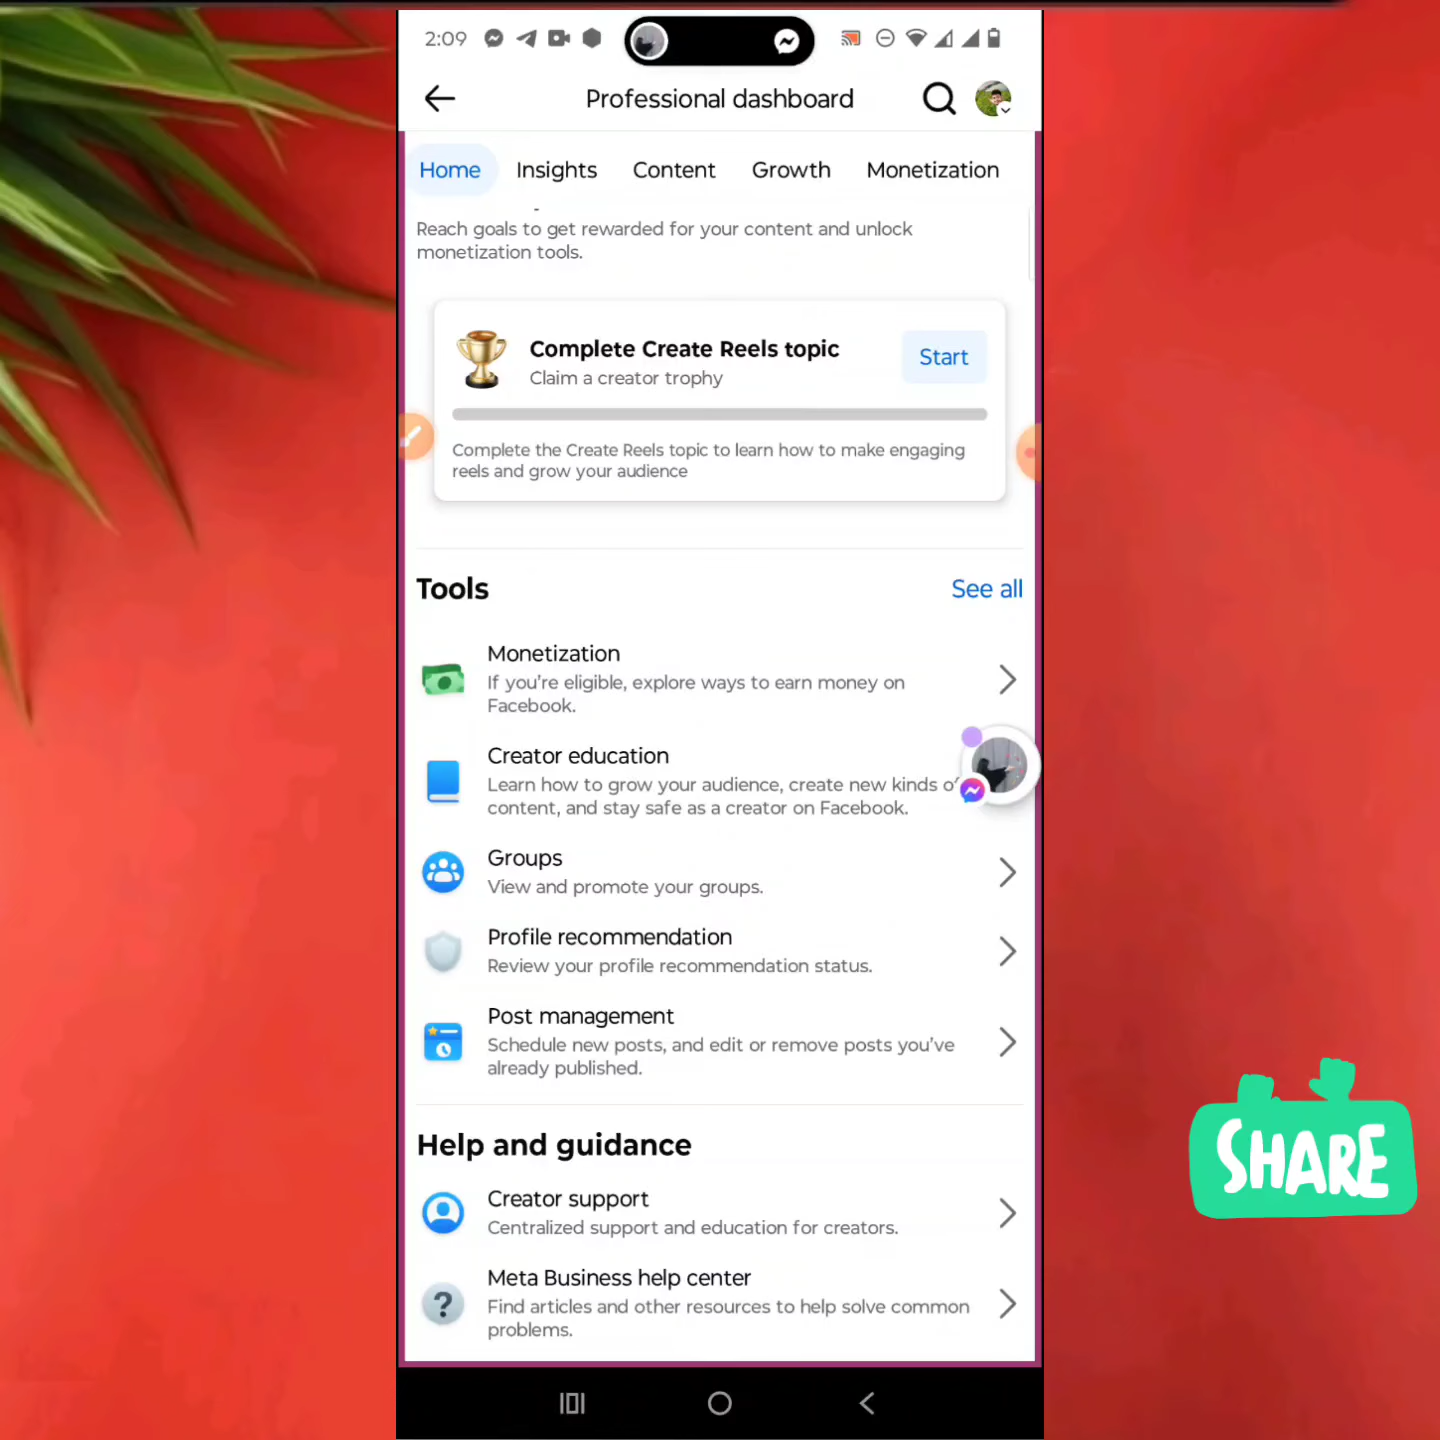 2:09
Professional dashboard
Home Insights Content Growth Monetization
Reach goals to get rewarded for your content and unlock
monetization tools.
Complete Create Reels topic
Claim a creator trophy
Start
Complete the Create Reels topic to learn how to make engaging
reels and grow your audience
Tools
See all
Monetization
If you're eligible, explore ways to earn money on
Facebook.
Creator education
Learn how to grow your audience, create new kinds of
content, and stay safe as a creator on Facebook.
Groups
View and promote your groups.
Profile recommendation
Review your profile recommendation status.
Post management
Schedule new posts, and edit or remove posts you've
already published.
Help and guidance
Creator support
Centralized support and education for creators.
Meta Business help center
Find articles and other resources to help solve common
problems.
SHARE